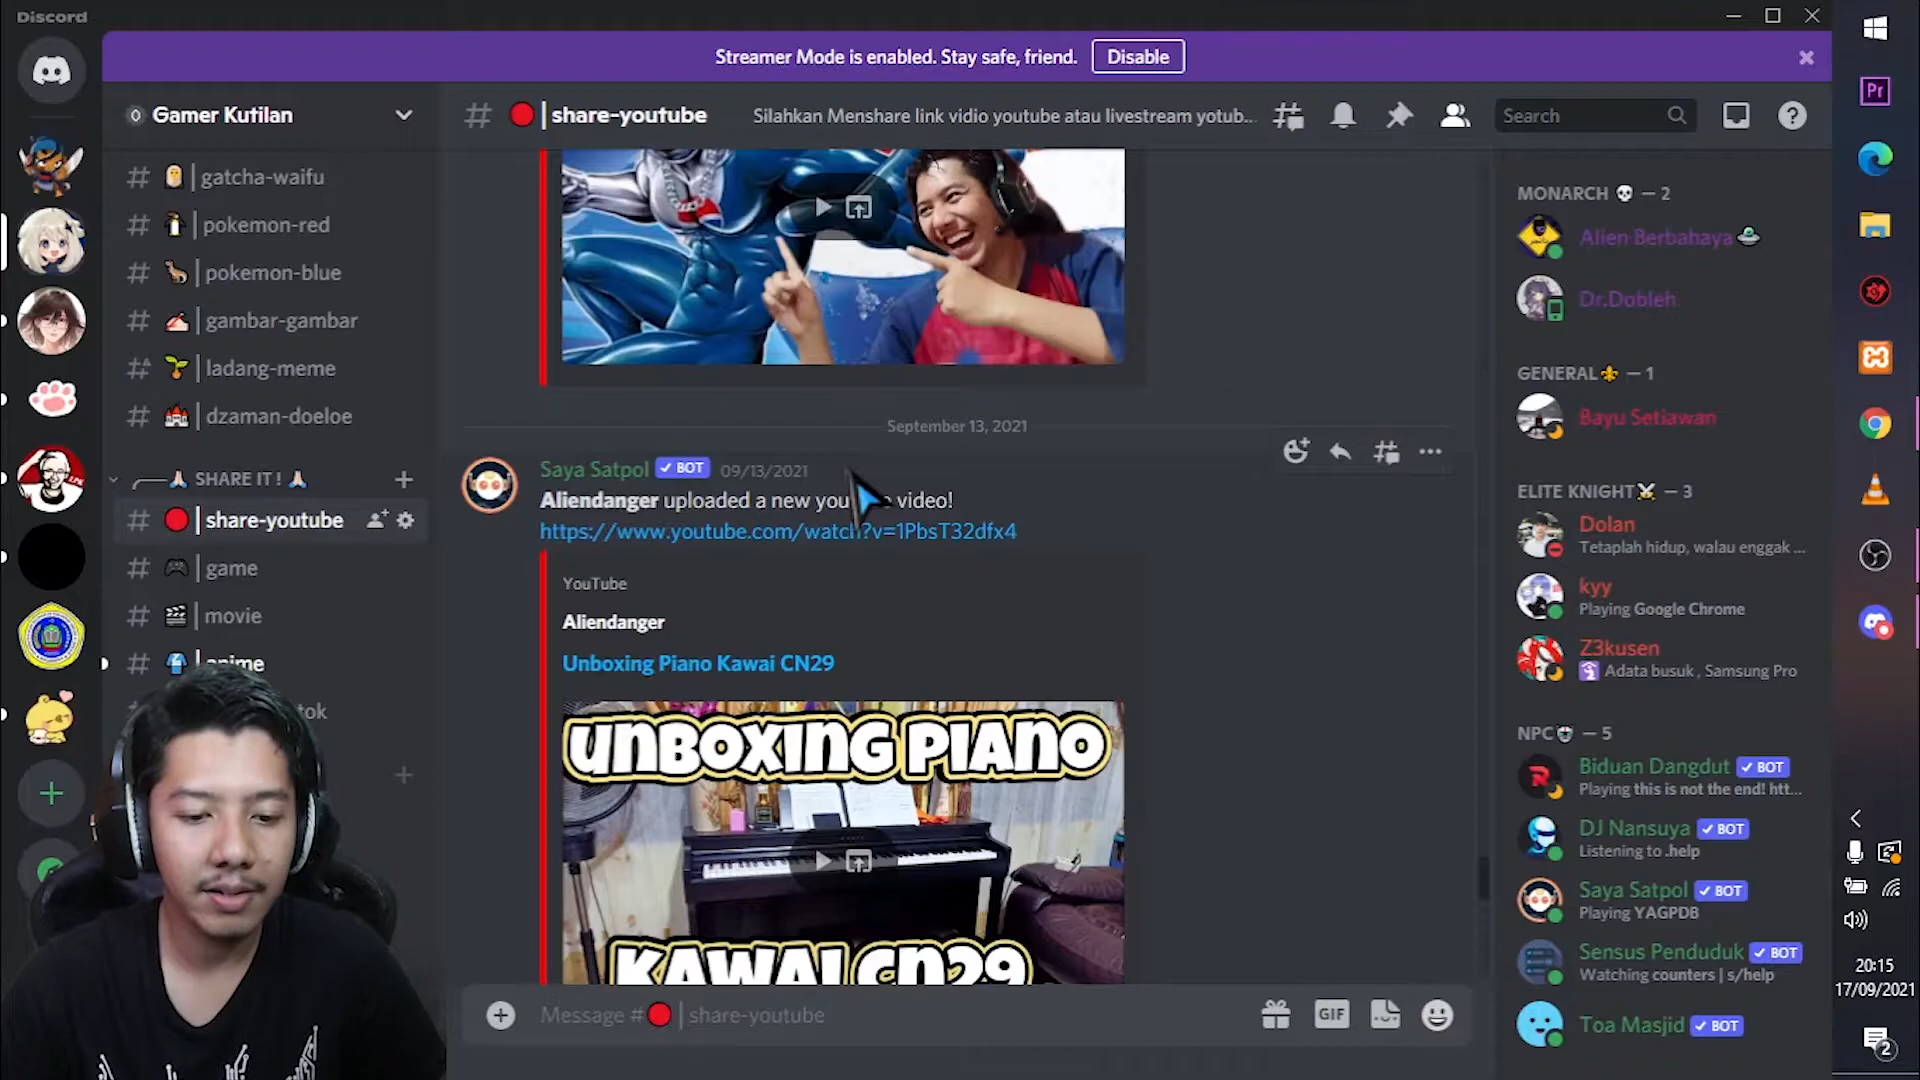 Discord
Streamer Mode is enabled. Stay safe, friend.
Disable
Gamer Kutilan
share-youtube
Silahkan Menshare link vidio youtube atau livestream yotub...
Search
gatcha-waifu
pokemon-red
pokemon-blue
gambar-gambar
ladang-meme
dzaman-doeloe
SHARE IT !
share-youtube
game
movie
anime
tok
September 13, 2021
Saya Satpol ✓ BOT 09/13/2021
Aliendanger uploaded a new you video!
https://www.youtube.com/watch?v=1PbsT32dfx4
YouTube
Aliendanger
Unboxing Piano Kawai CN29
UNBOXING PIANO
KAWAI CN29
Message # | share-youtube
GIF
MONARCH — 2
Alien Berbahaya
Dr.Dobleh
GENERAL — 1
Bayu Setiawan
ELITE KNIGHT — 3
Dolan
Tetaplah hidup, walau enggak ...
kyy
Playing Google Chrome
Z3kusen
Adata busuk , Samsung Pro
NPC — 5
Biduan Dangdut ✓ BOT
Playing this is not the end! htt...
DJ Nansuya ✓ BOT
Listening to .help
Saya Satpol ✓ BOT
Playing YAGPDB
Sensus Penduduk ✓ BOT
Watching counters | s/help
Toa Masjid ✓ BOT
Pr
20:15
17/09/2021
2